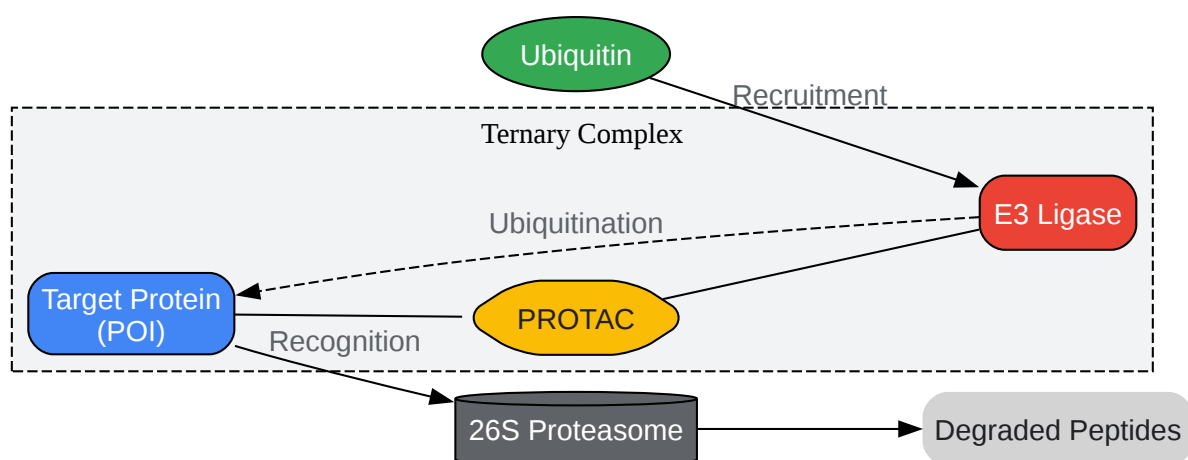 Ubiquitin
Recruitment
Ternary Complex
E3 Ligase
Ubiquitination
Target Protein
(POI)
PROTAC
Recognition
26S Proteasome
Degraded Peptides